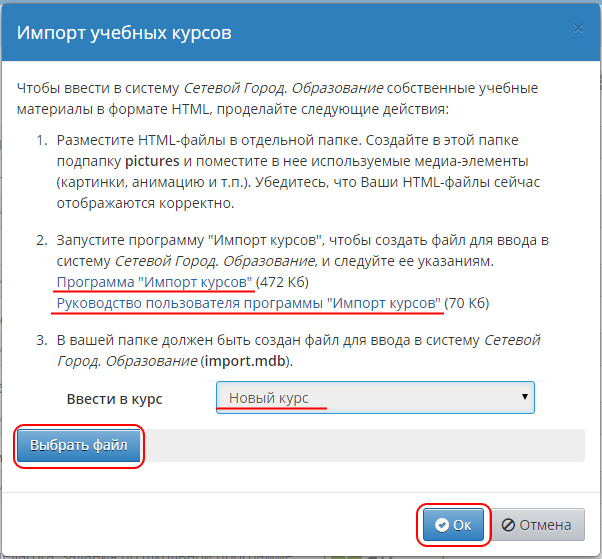 Импорт учебных курсов
×
Чтобы ввести в систему Сетевой Город. Образование собственные учебные
материалы в формате HTML, проделайте следующие действия:
1. Разместите HTML-файлы в отдельной папке. Создайте в этой папке
подпапку pictures и поместите в нее используемые медиа-элементы
(картинки, анимацию и т.п.). Убедитесь, что Ваши HTML-файлы сейчас
отображаются корректно.
2. Запустите программу "Импорт курсов", чтобы создать файл для ввода в
систему Сетевой Город. Образование, и следуйте ее указаниям.
Программа "Импорт курсов" (472 Кб)
Руководство пользователя программы "Импорт курсов" (70 Кб)
3. В вашей папке должен быть создан файл для ввода в систему Сетевой
Город. Образование (import.mdb).
Ввести в курс Новый курс
Выбрать файл
Ок Отмена